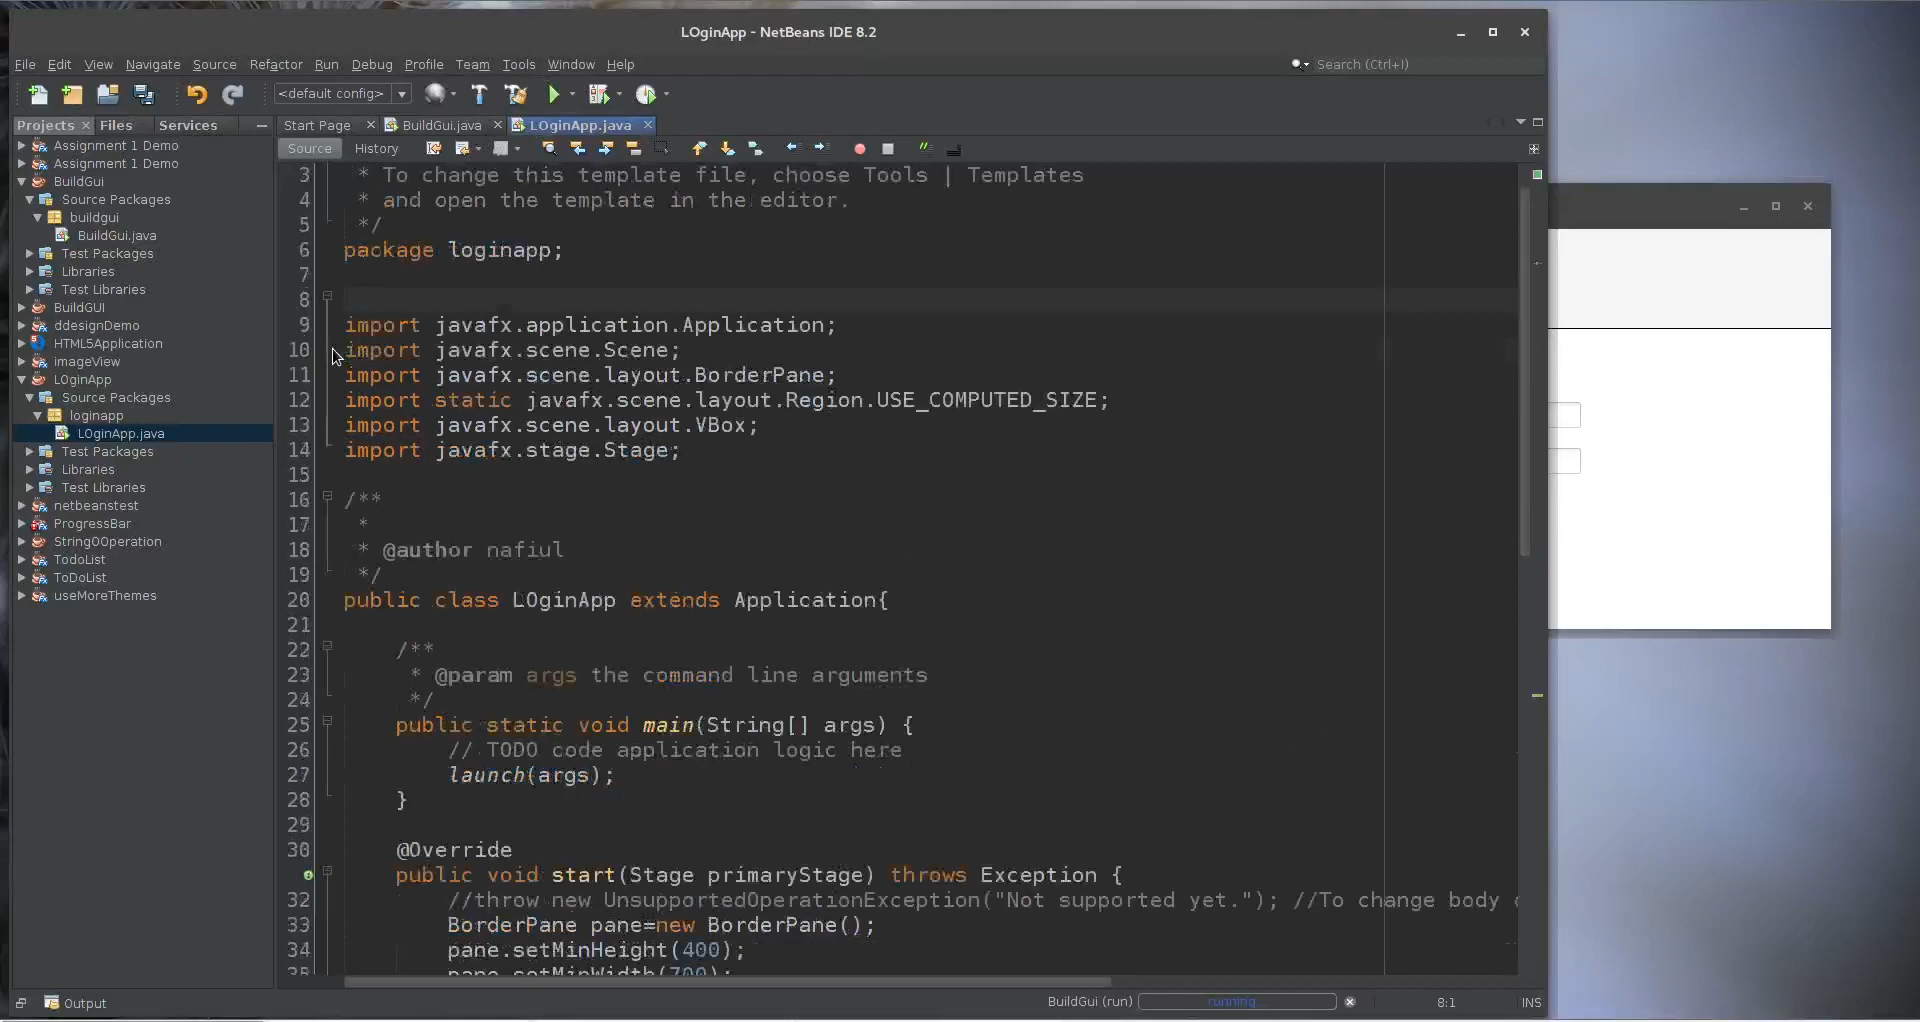 LOginApp - NetBeans IDE 8.2
File Edit View Navigate Source Refactor Run Debug Profile Team Tools Window Help
Search (Ctrl+I)
<default config>
Projects Files Services
Start Page BuildGui.java LOginApp.java
Source History
Assignment 1 Demo
Assignment 1 Demo
BuildGui
Source Packages
buildgui
BuildGui.java
Test Packages
Libraries
Test Libraries
BuildGUI
ddesignDemo
HTML5Application
imageView
LOginApp
Source Packages
loginapp
LOginApp.java
Test Packages
Libraries
Test Libraries
netbeanstest
ProgressBar
StringOOperation
TodoList
ToDoList
useMoreThemes
3 * To change this template file, choose Tools | Templates
4 * and open the template in the editor.
5 */
6 package loginapp;
7
8
9 import javafx.application.Application;
10 import javafx.scene.Scene;
11 import javafx.scene.layout.BorderPane;
12 import static javafx.scene.layout.Region.USE_COMPUTED_SIZE;
13 import javafx.scene.layout.VBox;
14 import javafx.stage.Stage;
15
16 /**
17 *
18 * @author nafiul
19 */
20 public class LOginApp extends Application{
21
22 /**
23 * @param args the command line arguments
24 */
25 public static void main(String[] args) {
26 // TODO code application logic here
27 launch(args);
28 }
29
30 @Override
public void start(Stage primaryStage) throws Exception {
32 //throw new UnsupportedOperationException("Not supported yet."); //To change body
33 BorderPane pane=new BorderPane();
34 pane.setMinHeight(400);
35 pane.setMinWidth(700);
Output
BuildGui (run) running... 8:1 INS